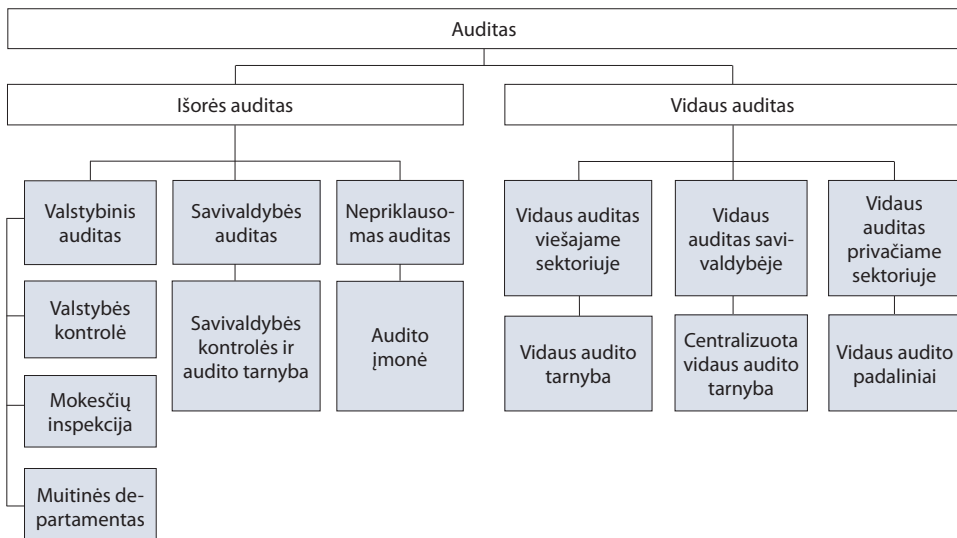 Auditas
Išorės auditas
Vidaus auditas
Valstybinis
auditas
Savivaldybės
auditas
Nepriklauso-
mas auditas
Vidaus auditas
viešajame
sektoriuje
Vidaus
auditas savi-
valdybėje
Vidaus
auditas
privačiame
sektoriuje
Valstybės
kontrolė
Savivaldybės
kontrolės ir
audito tarnyba
Audito
įmonė
Vidaus audito
tarnyba
Centralizuota
vidaus audito
tarnyba
Vidaus audito
padaliniai
Mokesčių
inspekcija
Muitinės de-
partamentas